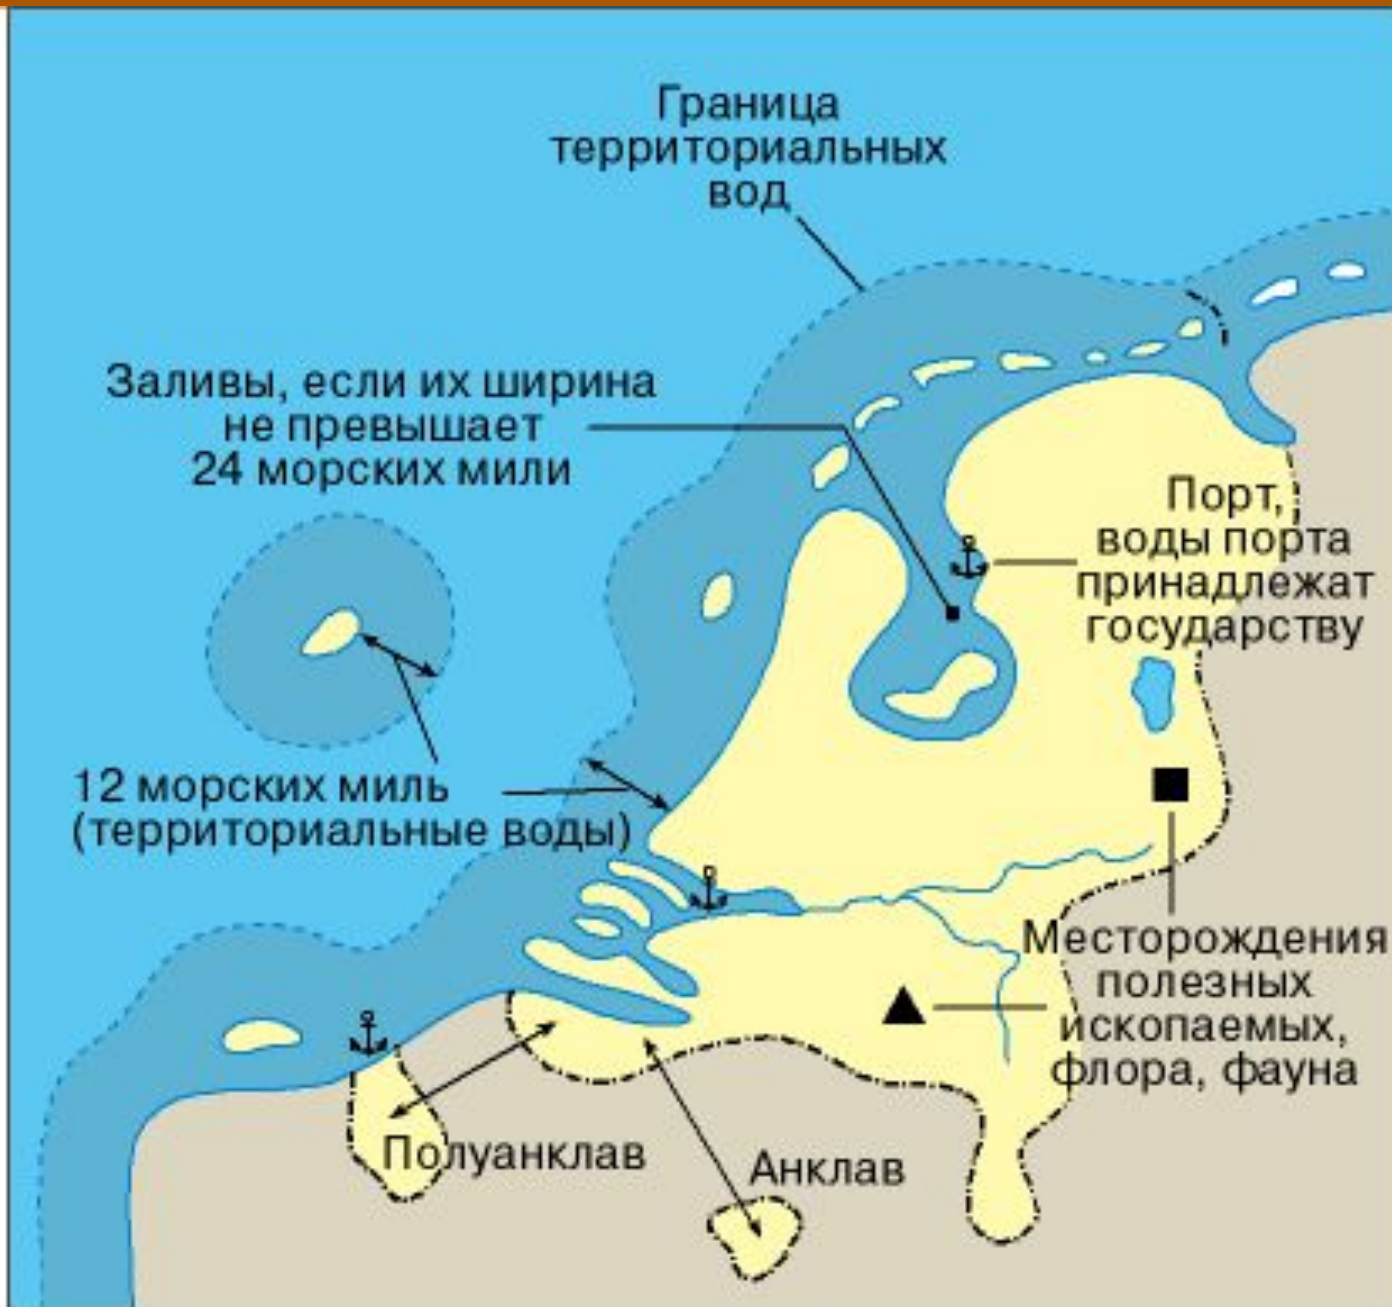 Граница
территориальных
вод
Заливы, если их ширина
не превышает
24 морских мили
Порт,
воды порта
принадлежат
государству
12 морских миль
(территориальные воды)
Месторождения
полезных
ископаемых,
флора, фауна
Полуанклав
Анклав